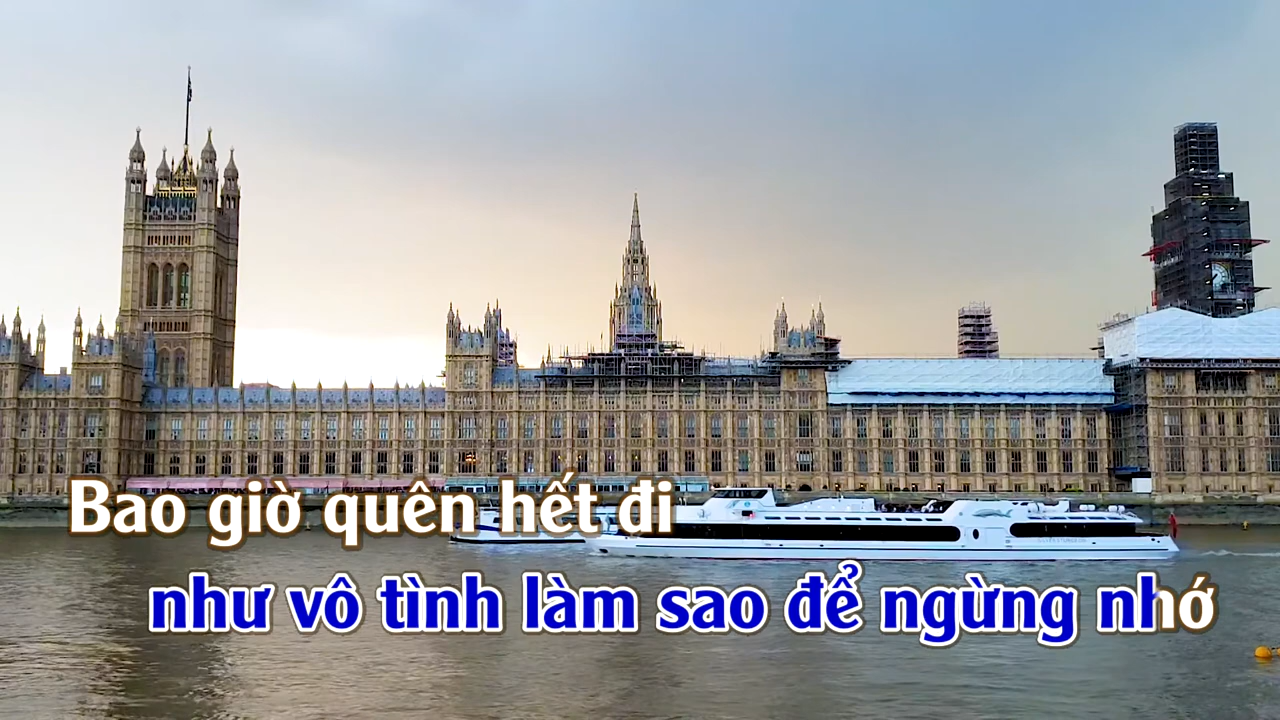 Bao giờ quên hết đi
như vô tình làm sao để ngừng nhớ